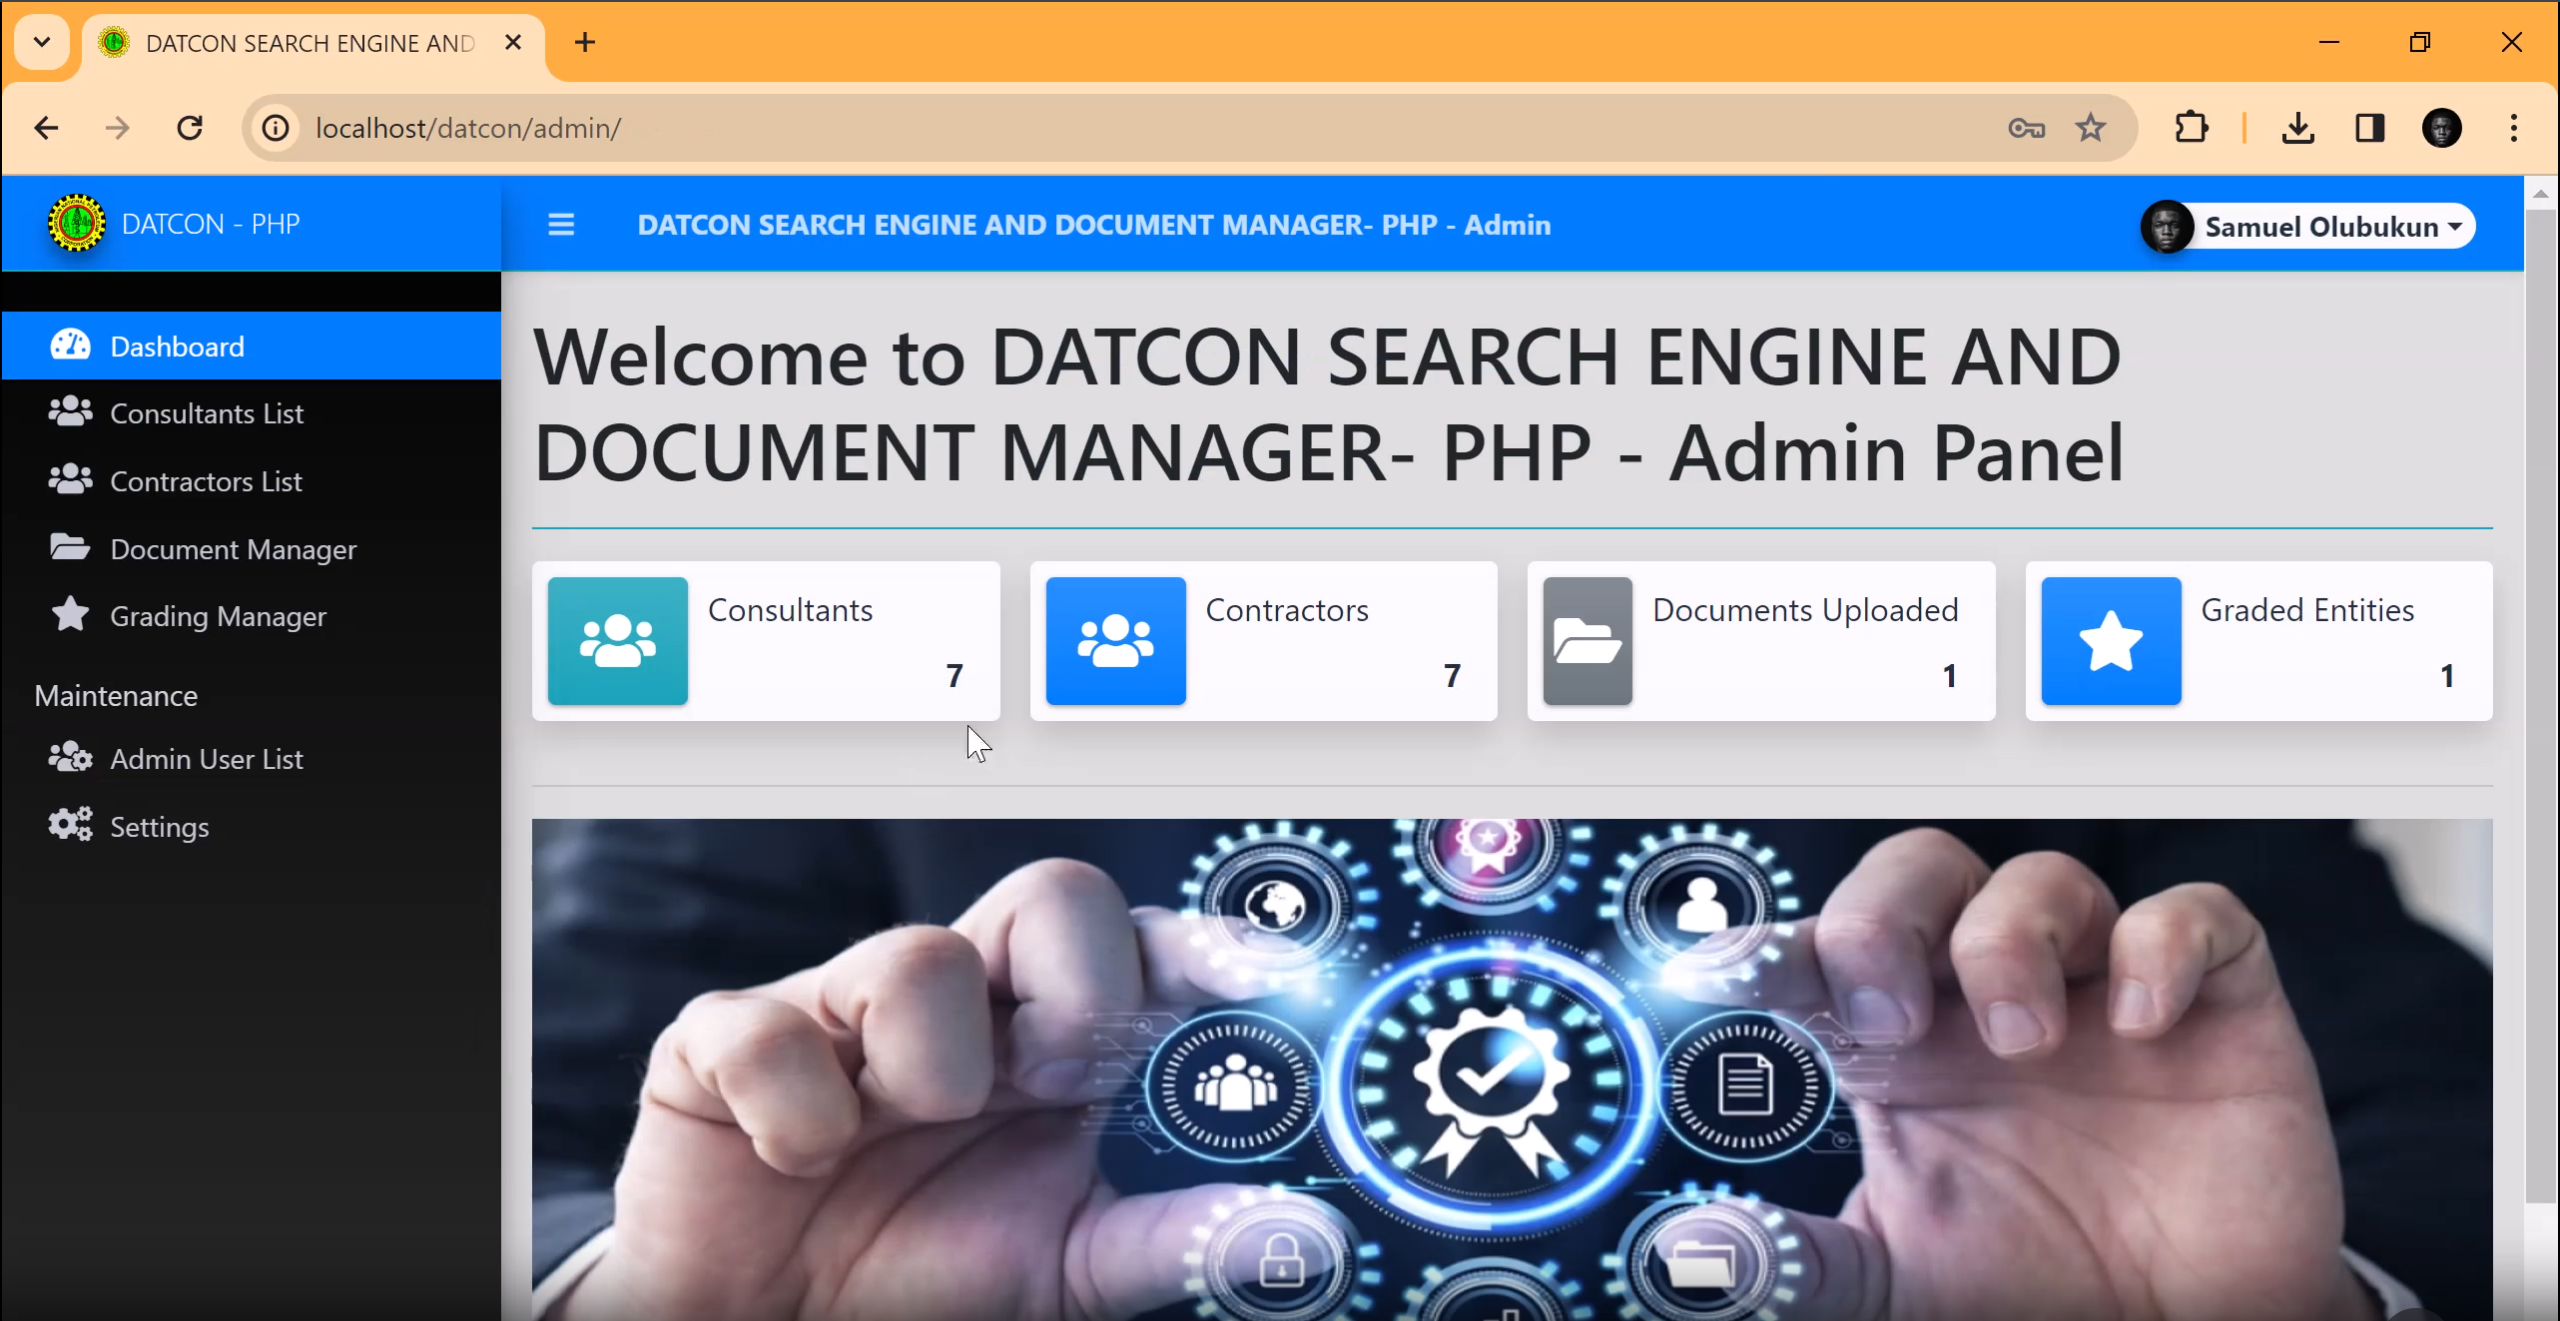 DATCON SEARCH ENGINE AND
localhost/datcon/admin/
DATCON - PHP
DATCON SEARCH ENGINE AND DOCUMENT MANAGER- PHP - Admin
Samuel Olubukun
Dashboard
Consultants List
Contractors List
Document Manager
Grading Manager
Maintenance
Admin User List
Settings
Welcome to DATCON SEARCH ENGINE AND
DOCUMENT MANAGER- PHP - Admin Panel
Consultants
7
Contractors
7
Documents Uploaded
1
Graded Entities
1